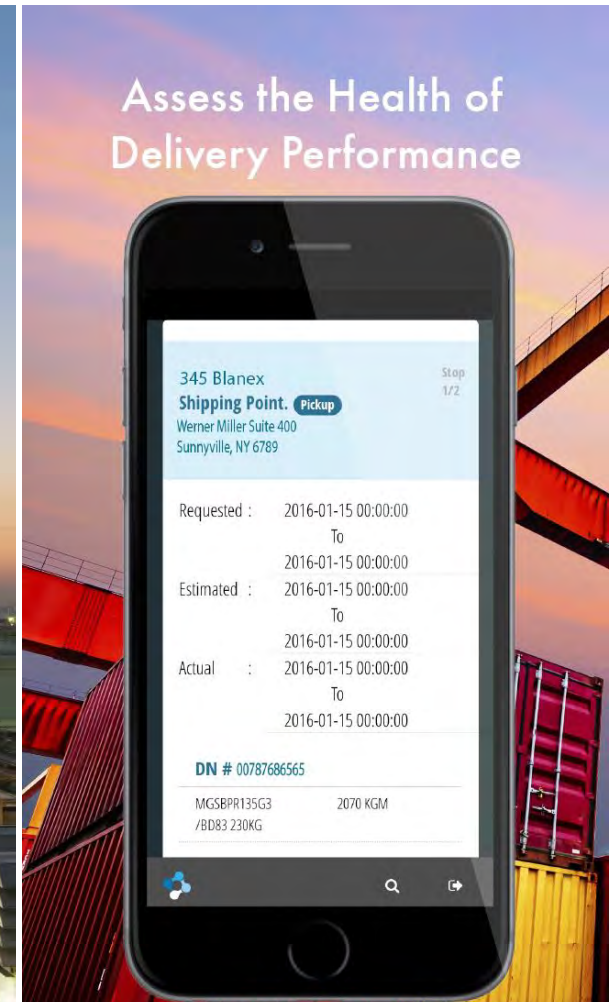 Assess the Health of
Delivery Performance
345 Blanex
Stop
1/2
Shipping Point. Pickup
Werner Miller Suite 400
Sunnyville, NY 6789
Requested : 2016-01-15 00:00:00
To
2016-01-15 00:00:00
Estimated : 2016-01-15 00:00:00
To
2016-01-15 00:00:00
Actual : 2016-01-15 00:00:00
To
2016-01-15 00:00:00
DN # 00787686565
MGSBPR135G3 2070 KGM
/BD83 230KG